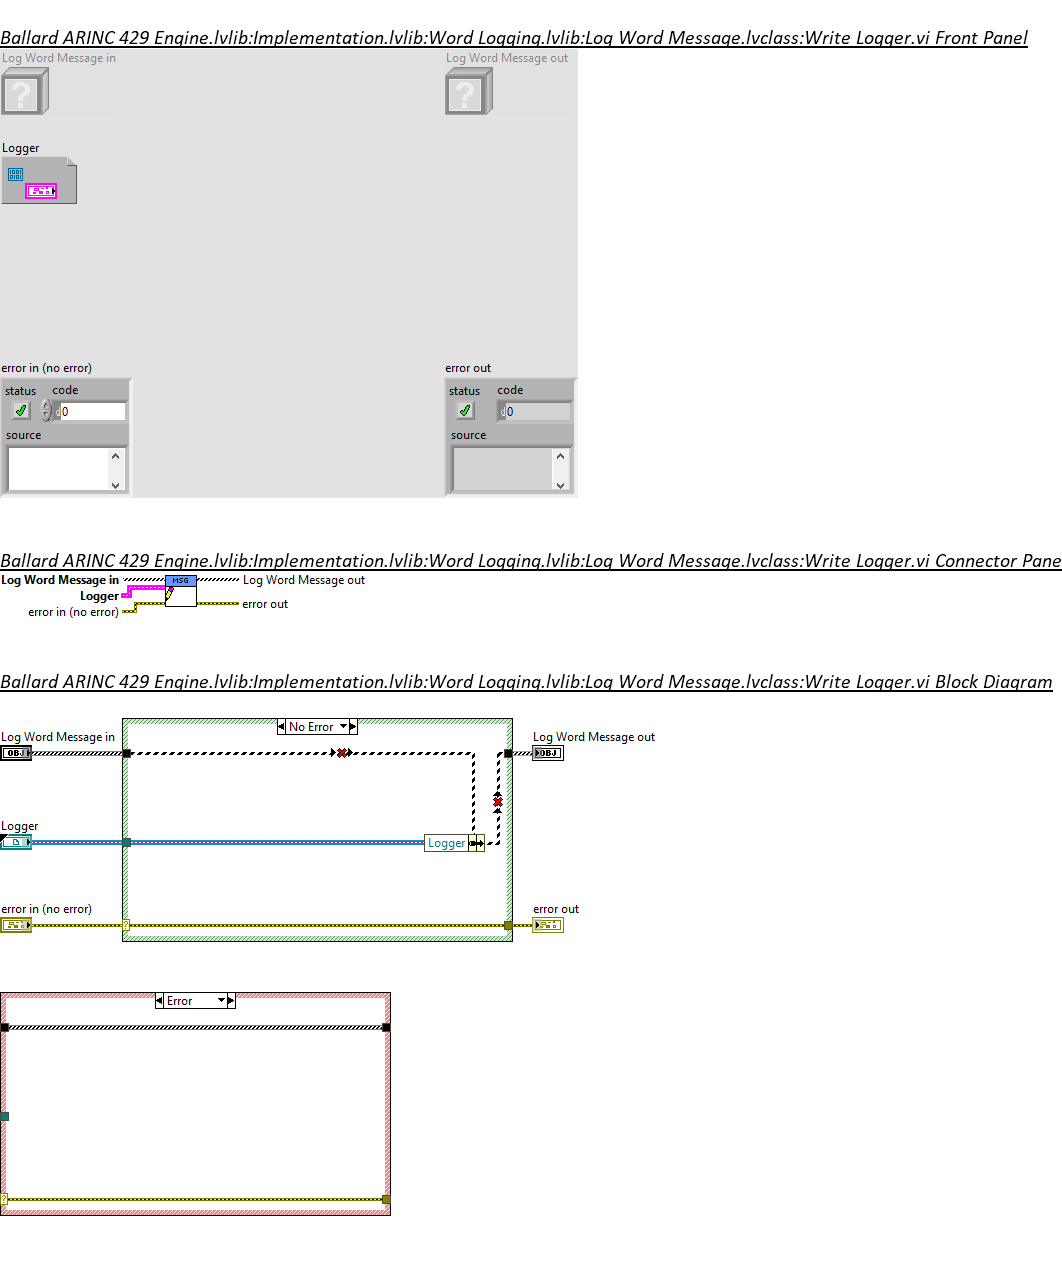 Ballard ARINC 429 Engine.lvlib:Implementation.lvlib:Word Logging.lvlib:Log Word Message.lvclass:Write Logger.vi Front Panel
Log Word Message in
Log Word Message out
?
?
Logger
error in (no error)
error out
status
code
status
code
d
0
d
0
source
source
Ballard ARINC 429 Engine.lvlib:Implementation.lvlib:Word Logging.lvlib:Log Word Message.lvclass:Write Logger.vi Connector Pane
Log Word Message in
MSG
Log Word Message out
Logger
error in (no error)
error out
Ballard ARINC 429 Engine.lvlib:Implementation.lvlib:Word Logging.lvlib:Log Word Message.lvclass:Write Logger.vi Block Diagram
No Error
Log Word Message in
Log Word Message out
OBJ
OBJ
Logger
Logger
error in (no error)
error out
?
Error
?